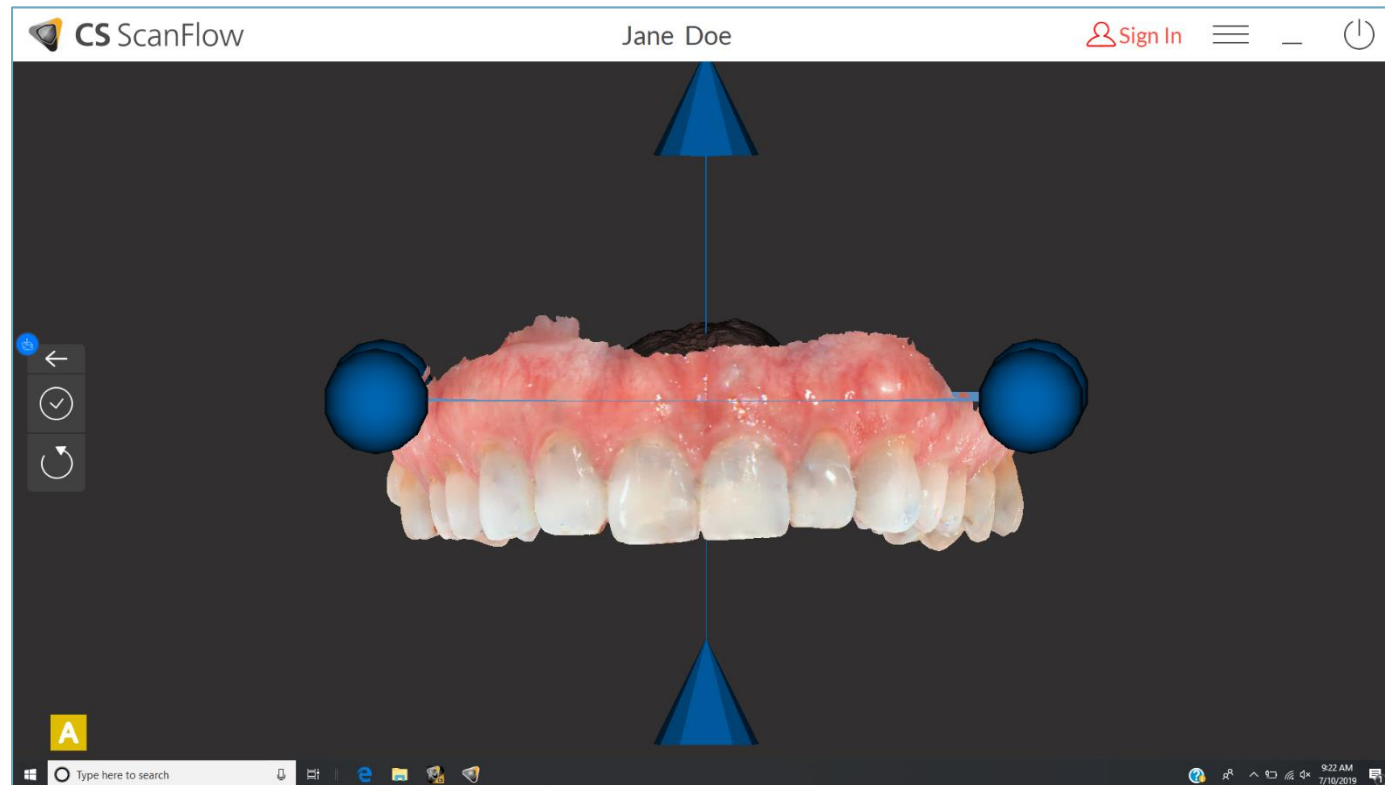 CS ScanFlow
Jane Doe
Sign In
A
Type here to search
9:22 AM
7/10/2019